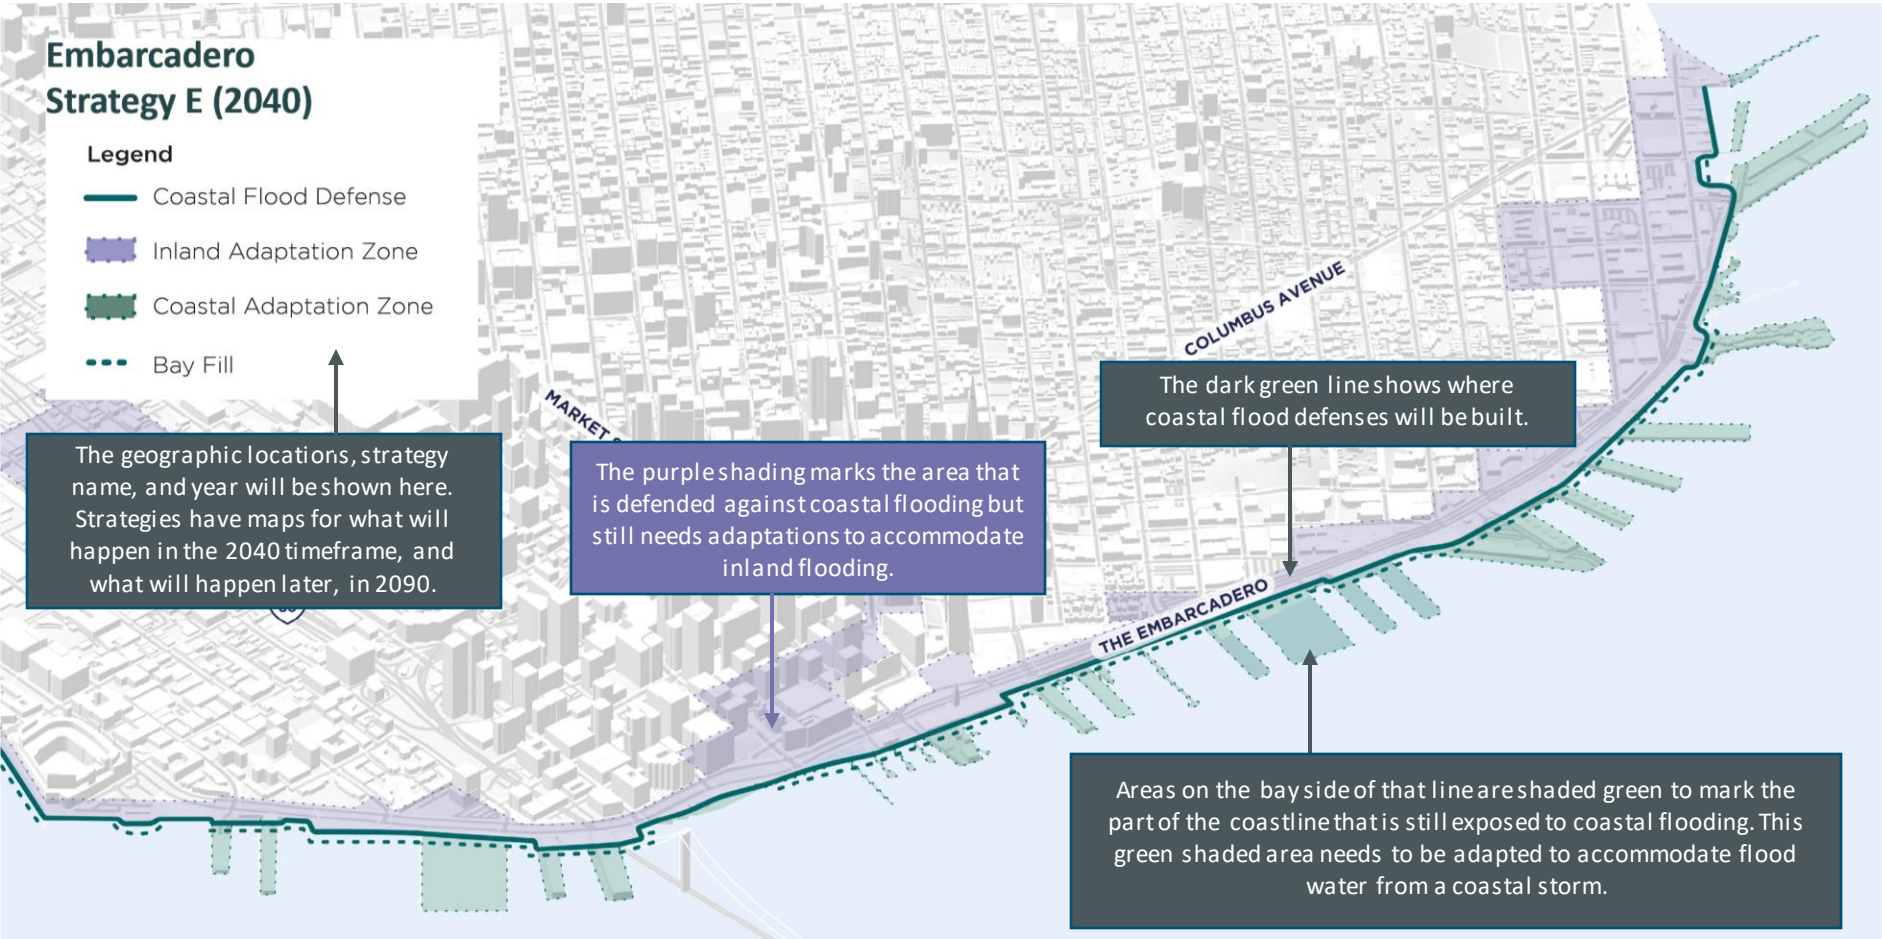 Embarcadero
Strategy E (2040)
Legend
Coastal Flood Defense
Inland Adaptation Zone
Coastal Adaptation Zone
Bay Fill
COLUMBUS AVENUE
MARKET
The dark green line shows where
coastal flood defenses will be built.
The geographic locations, strategy
name, and year will be shown here.
Strategies have maps for what will
happen in the 2040 timeframe, and
what will happen later, in 2090.
The purple shading marks the area that
is defended against coastal flooding but
still needs adaptations to accommodate
inland flooding.
THE EMBARCADERO
Areas on the bay side of that line are shaded green to mark the
part of the coastline that is still exposed to coastal flooding. This
green shaded area needs to be adapted to accommodate flood
water from a coastal storm.